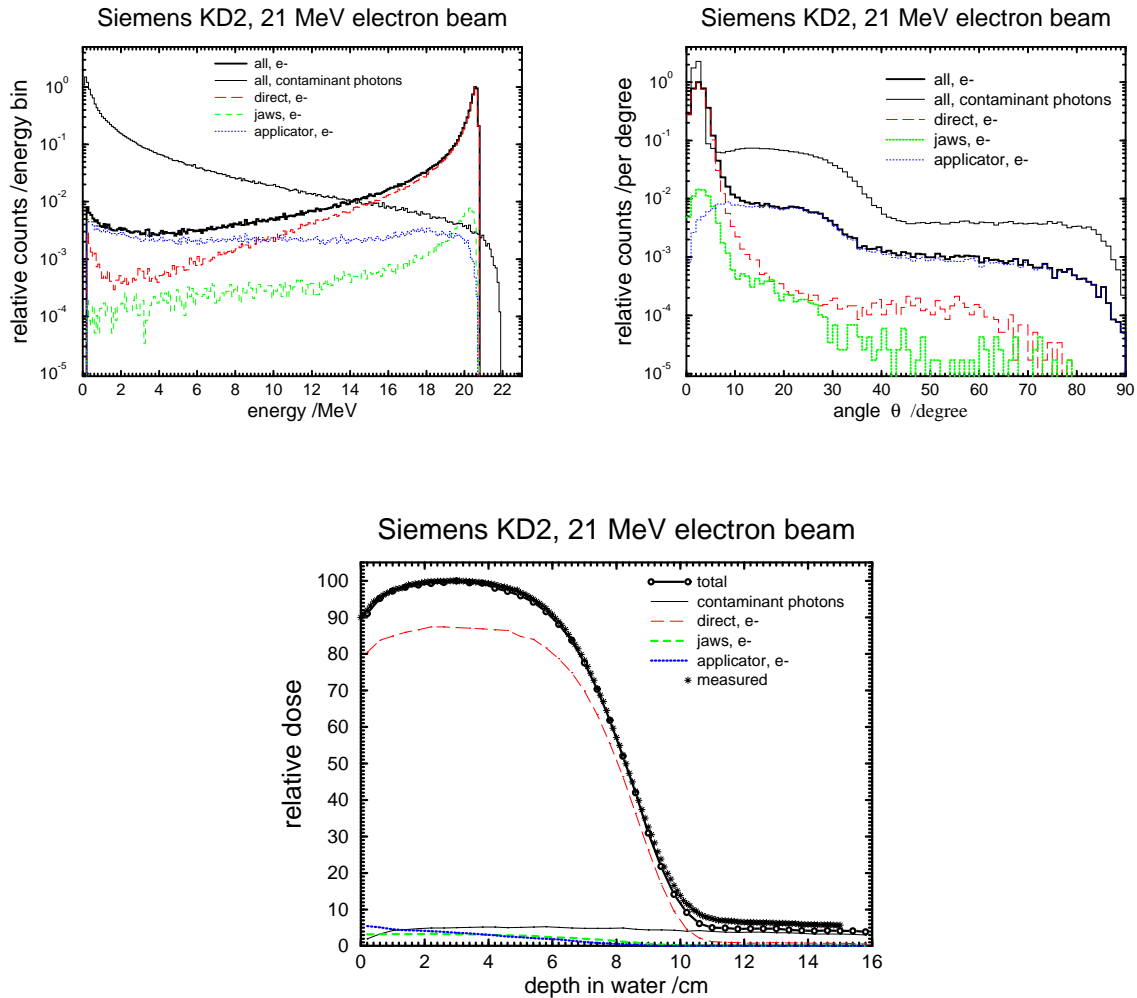 Siemens KD2, 21 MeV electron beam
relative counts /energy bin
10^0
10^-1
10^-2
10^-3
10^-4
10^-5
all, e-
all, contaminant photons
direct, e-
jaws, e-
applicator, e-
0 2 4 6 8 10 12 14 16 18 20 22
energy /MeV
Siemens KD2, 21 MeV electron beam
relative counts /per degree
10^0
10^-1
10^-2
10^-3
10^-4
10^-5
all, e-
all, contaminant photons
direct, e-
jaws, e-
applicator, e-
0 10 20 30 40 50 60 70 80 90
angle θ /degree
Siemens KD2, 21 MeV electron beam
relative dose
100
90
80
70
60
50
40
30
20
10
0
total
contaminant photons
direct, e-
jaws, e-
applicator, e-
measured
0 2 4 6 8 10 12 14 16
depth in water /cm